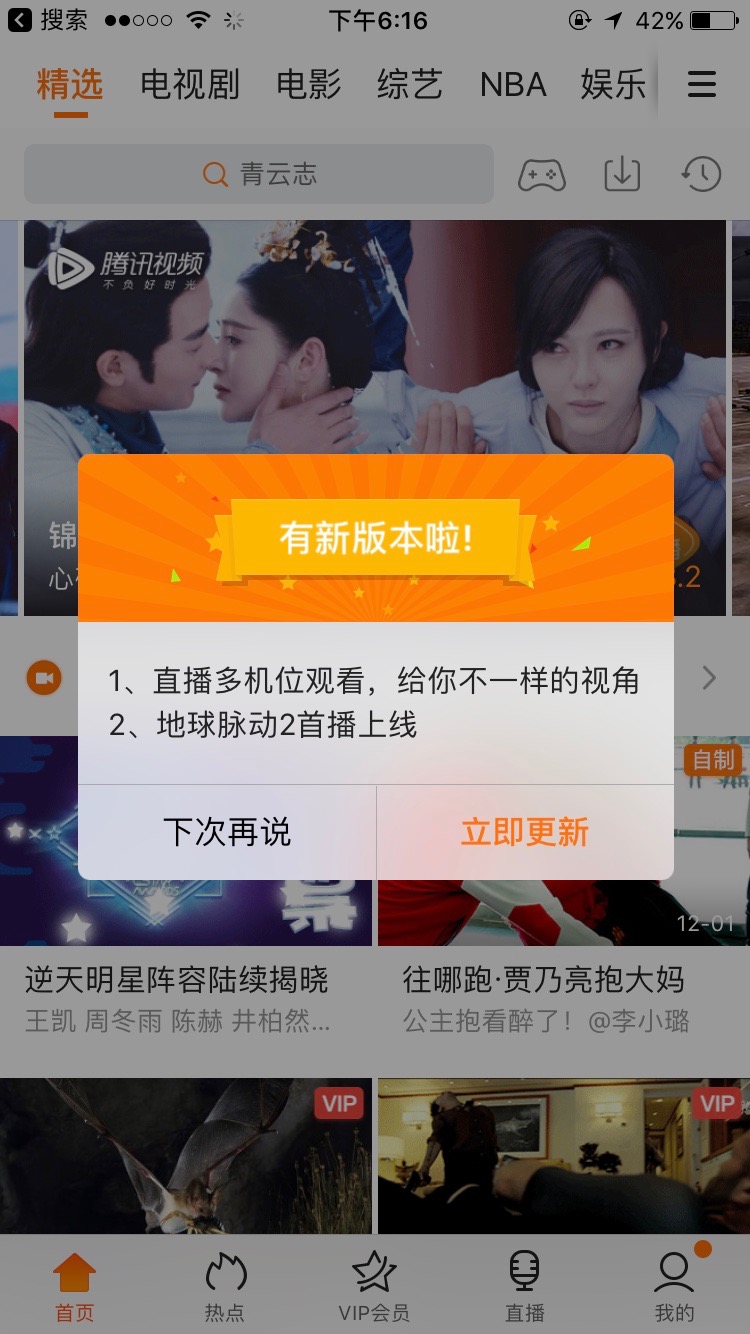 搜索 下午6:16 42%
精选 电视剧 电影 综艺 NBA 娱乐
青云志
腾讯视频
不负好时光
锦
心
.2
有新版本啦!
1、直播多机位观看，给你不一样的视角
2、地球脉动2首播上线
下次再说 立即更新
自制
STAR AWARDS
12-01
逆天明星阵容陆续揭晓 往哪跑·贾乃亮抱大妈
王凯 周冬雨 陈赫 井柏然... 公主抱看醉了！@李小璐
VIP VIP
首页 热点 VIP会员 直播 我的